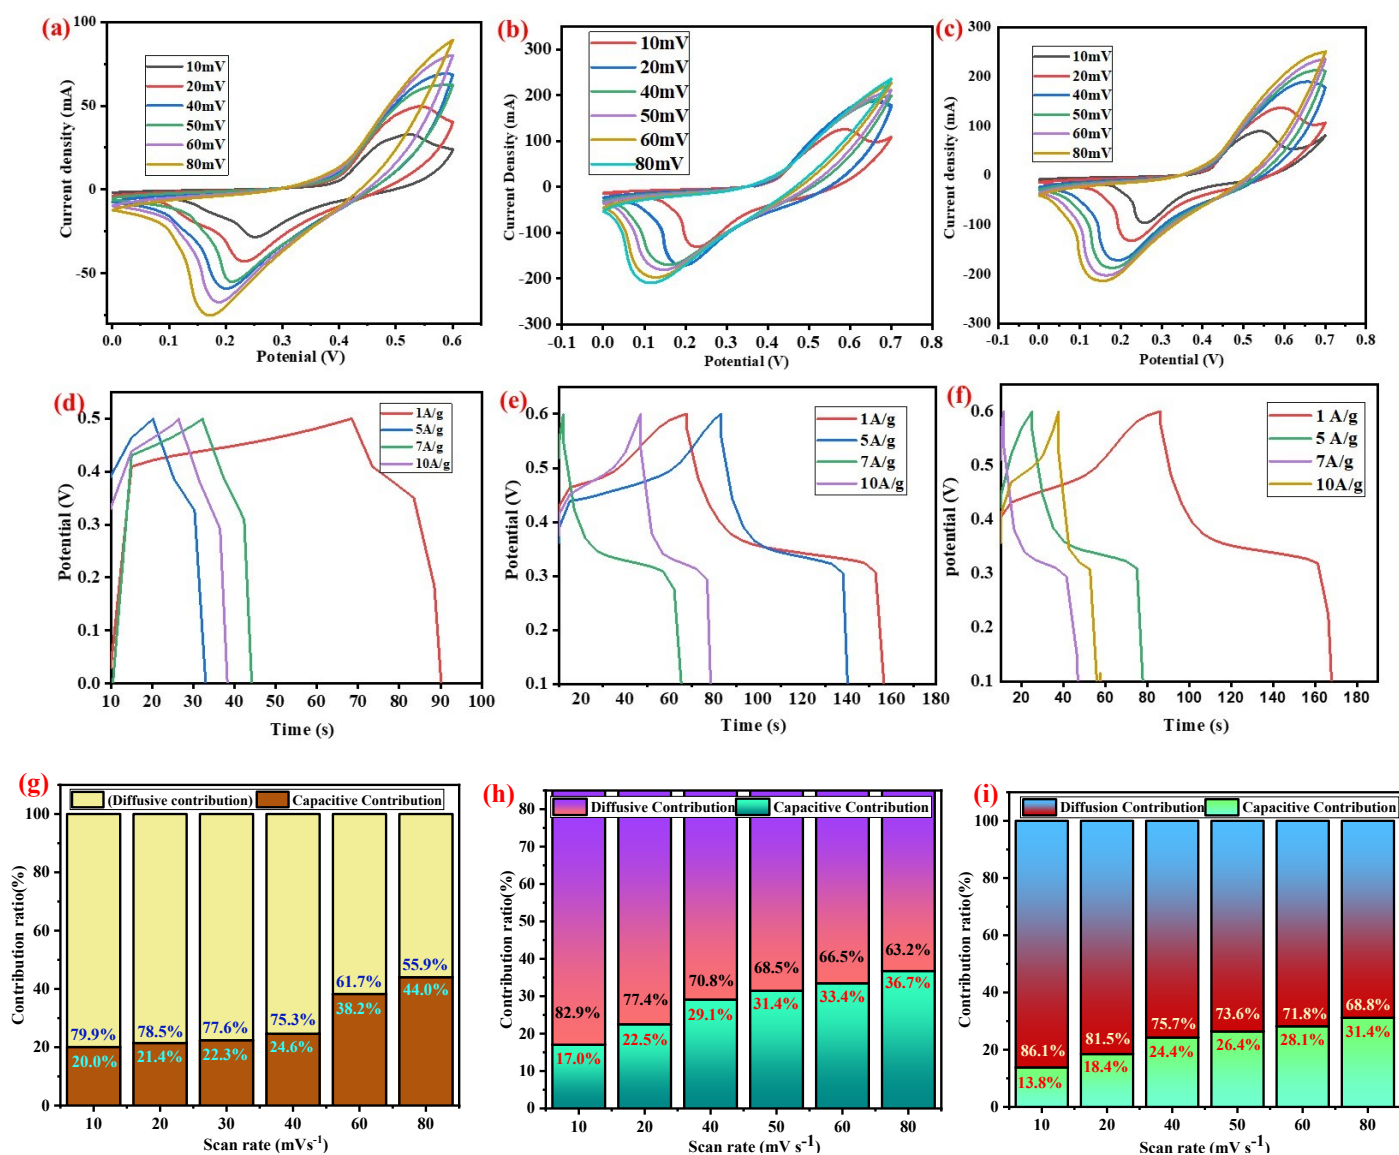 (a)
100
50
0
-50
Current density (mA)
10mV
20mV
40mV
50mV
60mV
80mV
0.0 0.1 0.2 0.3 0.4 0.5 0.6
Potenial (V)
(b)
300
200
100
0
-100
-200
-300
Current Density (mA)
10mV
20mV
40mV
50mV
60mV
80mV
-0.1 0.0 0.1 0.2 0.3 0.4 0.5 0.6 0.7 0.8
Potential (V)
(c)
300
200
100
0
-100
-200
-300
Current density (mA)
10mV
20mV
40mV
50mV
60mV
80mV
-0.1 0.0 0.1 0.2 0.3 0.4 0.5 0.6 0.7 0.8
Potential (V)
(d)
0.5
0.4
0.3
0.2
0.1
0.0
Potential (V)
1A/g
5A/g
7A/g
10A/g
10 20 30 40 50 60 70 80 90 100
Time (s)
(e)
0.6
0.5
0.4
0.3
0.2
0.1
Potential (V)
1A/g
5A/g
7A/g
10A/g
20 40 60 80 100 120 140 160 180
Time (s)
(f)
0.6
0.5
0.4
0.3
0.2
0.1
potential (V)
1 A/g
5 A/g
7A/g
10A/g
20 40 60 80 100 120 140 160 180
Time (s)
(g)
(Diffusive contribution) Capacitive Contribution
100
80
60
40
20
0
Contribution ratio(%)
79.9% 78.5% 77.6% 75.3% 61.7% 55.9%
20.0% 21.4% 22.3% 24.6% 38.2% 44.0%
10 20 30 40 60 80
Scan rate (mVs⁻¹)
(h)
Diffusive Contribution Capacitive Contribution
80
70
60
50
40
30
20
10
0
Contribution ratio(%)
82.9% 77.4% 70.8% 68.5% 66.5% 63.2%
17.0% 22.5% 29.1% 31.4% 33.4% 36.7%
10 20 40 50 60 80
Scan rate (mV s⁻¹)
(i)
Diffusion Contribution Capacitive Contribution
100
80
60
40
20
0
Contribution ratio(%)
86.1% 81.5% 75.7% 73.6% 71.8% 68.8%
13.8% 18.4% 24.4% 26.4% 28.1% 31.4%
10 20 40 50 60 80
Scan rate (mV s⁻¹)